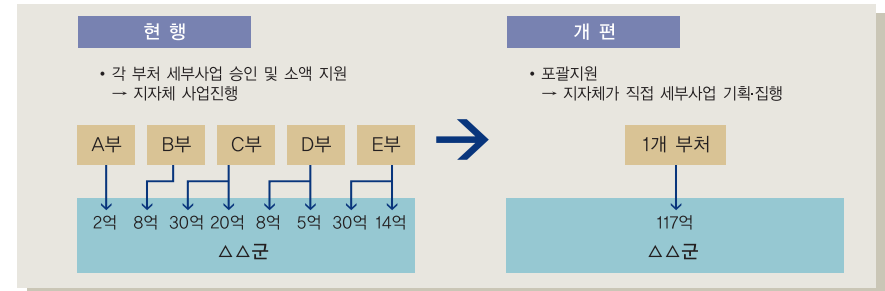 현 행
• 각 부처 세부사업 승인 및 소액 지원
→ 지자체 사업진행
A부 B부 C부 D부 E부
2억 8억 30억 20억 8억 5억 30억 14억
△△군
개 편
• 포괄지원
→ 지자체가 직접 세부사업 기획·집행
1개 부처
117억
△△군